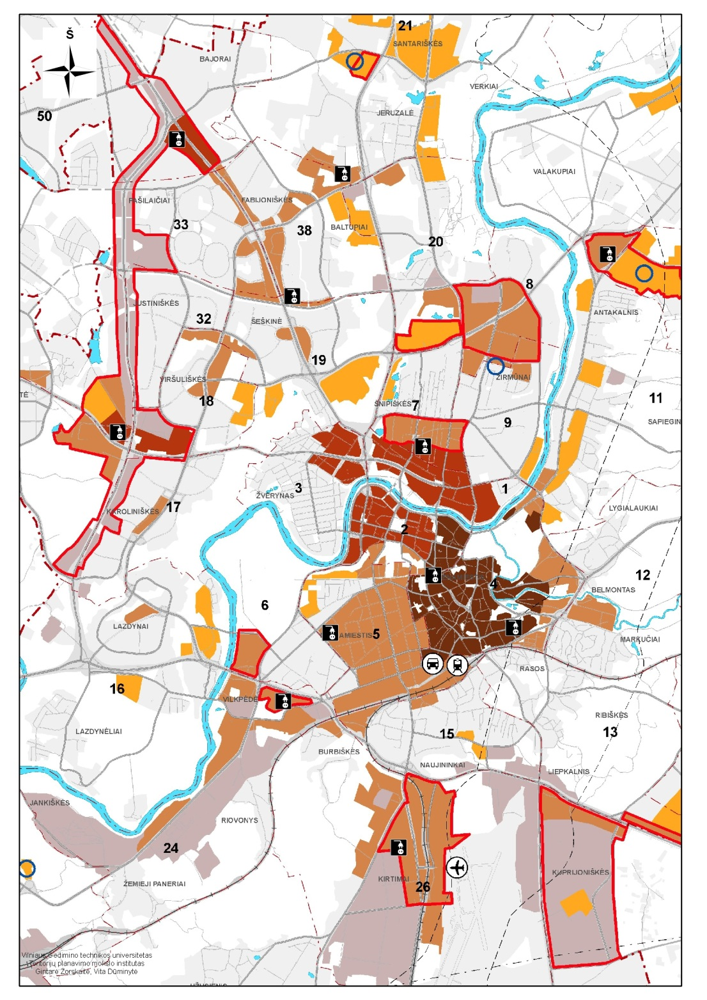 21
SANTARIŠKĖS
Š
BAJORAI
VERKIAI
50
JERUZALĖ
VALAKUPIAI
PAŠILAIČIAI
FABIJONIŠKĖS
33
38
BALTUPIAI
20
8
JUSTINIŠKĖS
ANTAKALNIS
32
ŠEŠKINĖ
19
VIRŠULIŠKĖS
ŽIRMŪNAI
TĖ
18
ŠNIPIŠKĖS
7
11
9
SAPIEGIN
3
1
ŽVĖRYNAS
17
KAROLINIŠKĖS
LYGIALAUKIAI
2
12
4
BELMONTAS
6
LAZDYNAI
AMIESTIS
5
MARKUČIAI
RASOS
16
VILKPĖDĖ
RIBIŠKĖS
LAZDYNĖLIAI
13
15
BURBIŠKĖS
NAUJININKAI
LIEPKALNIS
JANKIŠKĖS
RIOVONYS
24
KUPRIJONIŠKĖS
KIRTIMAI
ŽEMIEJI PANERIAI
26
Vilniaus Gedimino technikos universitetas
Teritorijų planavimo mokslo institutas
Gintarė Zorskaitė, Vita Dūminytė